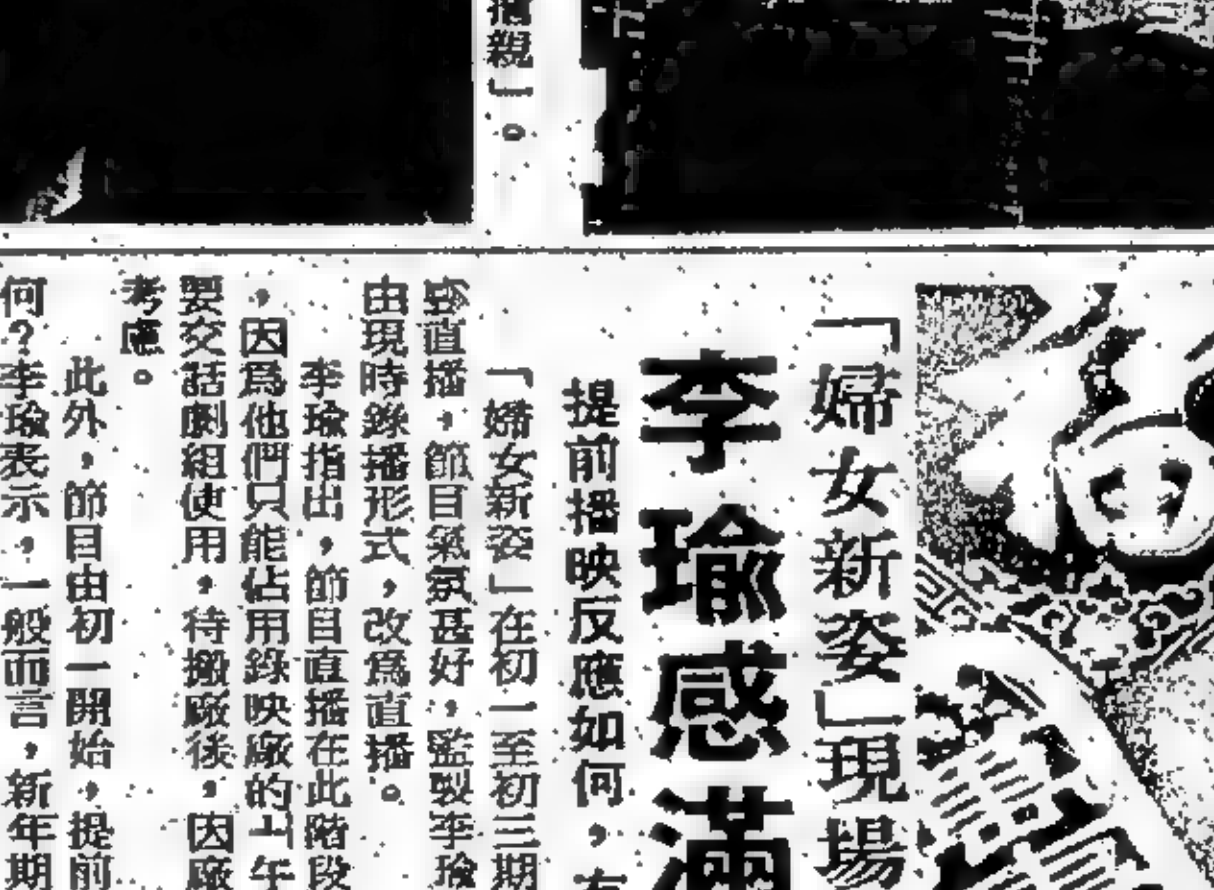 親」。
「婦女新姿」現場
李瑜感滿
提前播映反應如何，有
「婦女新姿」在初一至初三期
直播，節目氣氛甚好，監製李瑜
由現時錄播形式，改爲直播。
李瑜指出，節目直播在此階段
，因爲他們只能佔用錄映廠的上午
要交話劇組使用，待搬廠後，因廠
考慮。
此外，節目由初一開始，提前
何？李瑜表示，一般而言，新年期